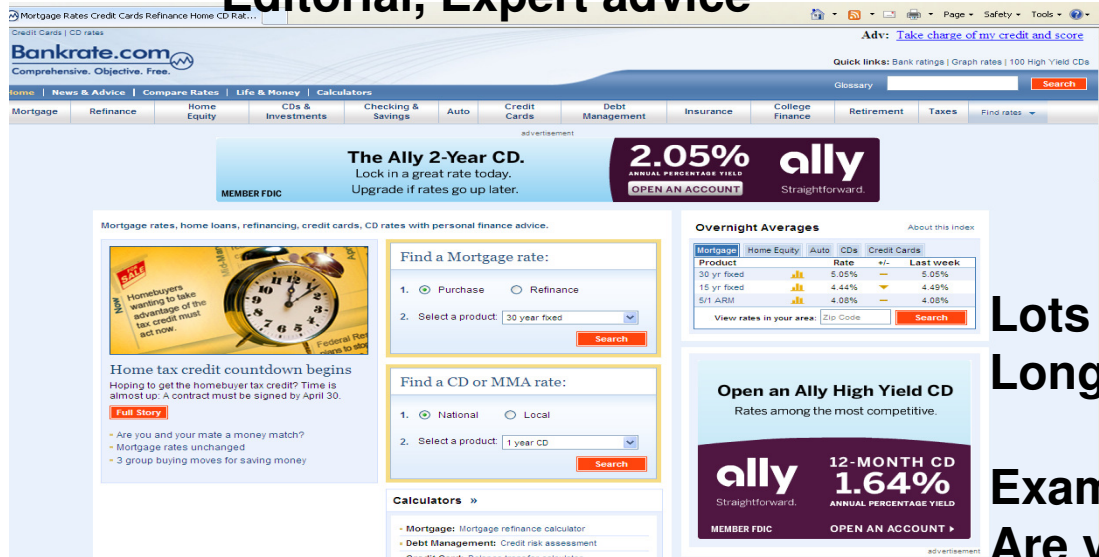 Editorial, Expert advice
Mortgage Rates Credit Cards Refinance Home CD Rat...
Page Safety Tools
Credit Cards | CD rates
Adv: Take charge of my credit and score
Bankrate.com
Comprehensive. Objective. Free.
Quick links: Bank ratings | Graph rates | 100 High Yield CDs
Glossary Search
Home | News & Advice | Compare Rates | Life & Money | Calculators
Mortgage Refinance Home Equity CDs & Investments Checking & Savings Auto Credit Cards Debt Management Insurance College Finance Retirement Taxes Find rates
advertisement
The Ally 2-Year CD.
Lock in a great rate today.
Upgrade if rates go up later.
MEMBER FDIC
2.05%
ANNUAL PERCENTAGE YIELD
OPEN AN ACCOUNT
ally
Straightforward.
Mortgage rates, home loans, refinancing, credit cards, CD rates with personal finance advice.
FOR SALE
Now
Homebuyers
wanting to take
advantage of the
tax credit must
act now.
Federal Res
plans to stop
Home tax credit countdown begins
Hoping to get the homebuyer tax credit? Time is
almost up: A contract must be signed by April 30.
Full Story
- Are you and your mate a money match?
- Mortgage rates unchanged
- 3 group buying moves for saving money
Find a Mortgage rate:
1. Purchase Refinance
2. Select a product: 30 year fixed
Search
Find a CD or MMA rate:
1. National Local
2. Select a product: 1 year CD
Search
Calculators »
Mortgage: Mortgage refinance calculator
Debt Management: Credit risk assessment
Overnight Averages About this index
Mortgage Home Equity Auto CDs Credit Cards
Product Rate +/- Last week
30 yr fixed 5.05% 5.05%
15 yr fixed 4.44% 4.49%
5/1 ARM 4.08% 4.08%
View rates in your area: Zip Code Search
Open an Ally High Yield CD
Rates among the most competitive.
ally
Straightforward.
12-MONTH CD
1.64%
ANNUAL PERCENTAGE YIELD
MEMBER FDIC OPEN AN ACCOUNT
advertisement
Lots
Long
Exam
Are y